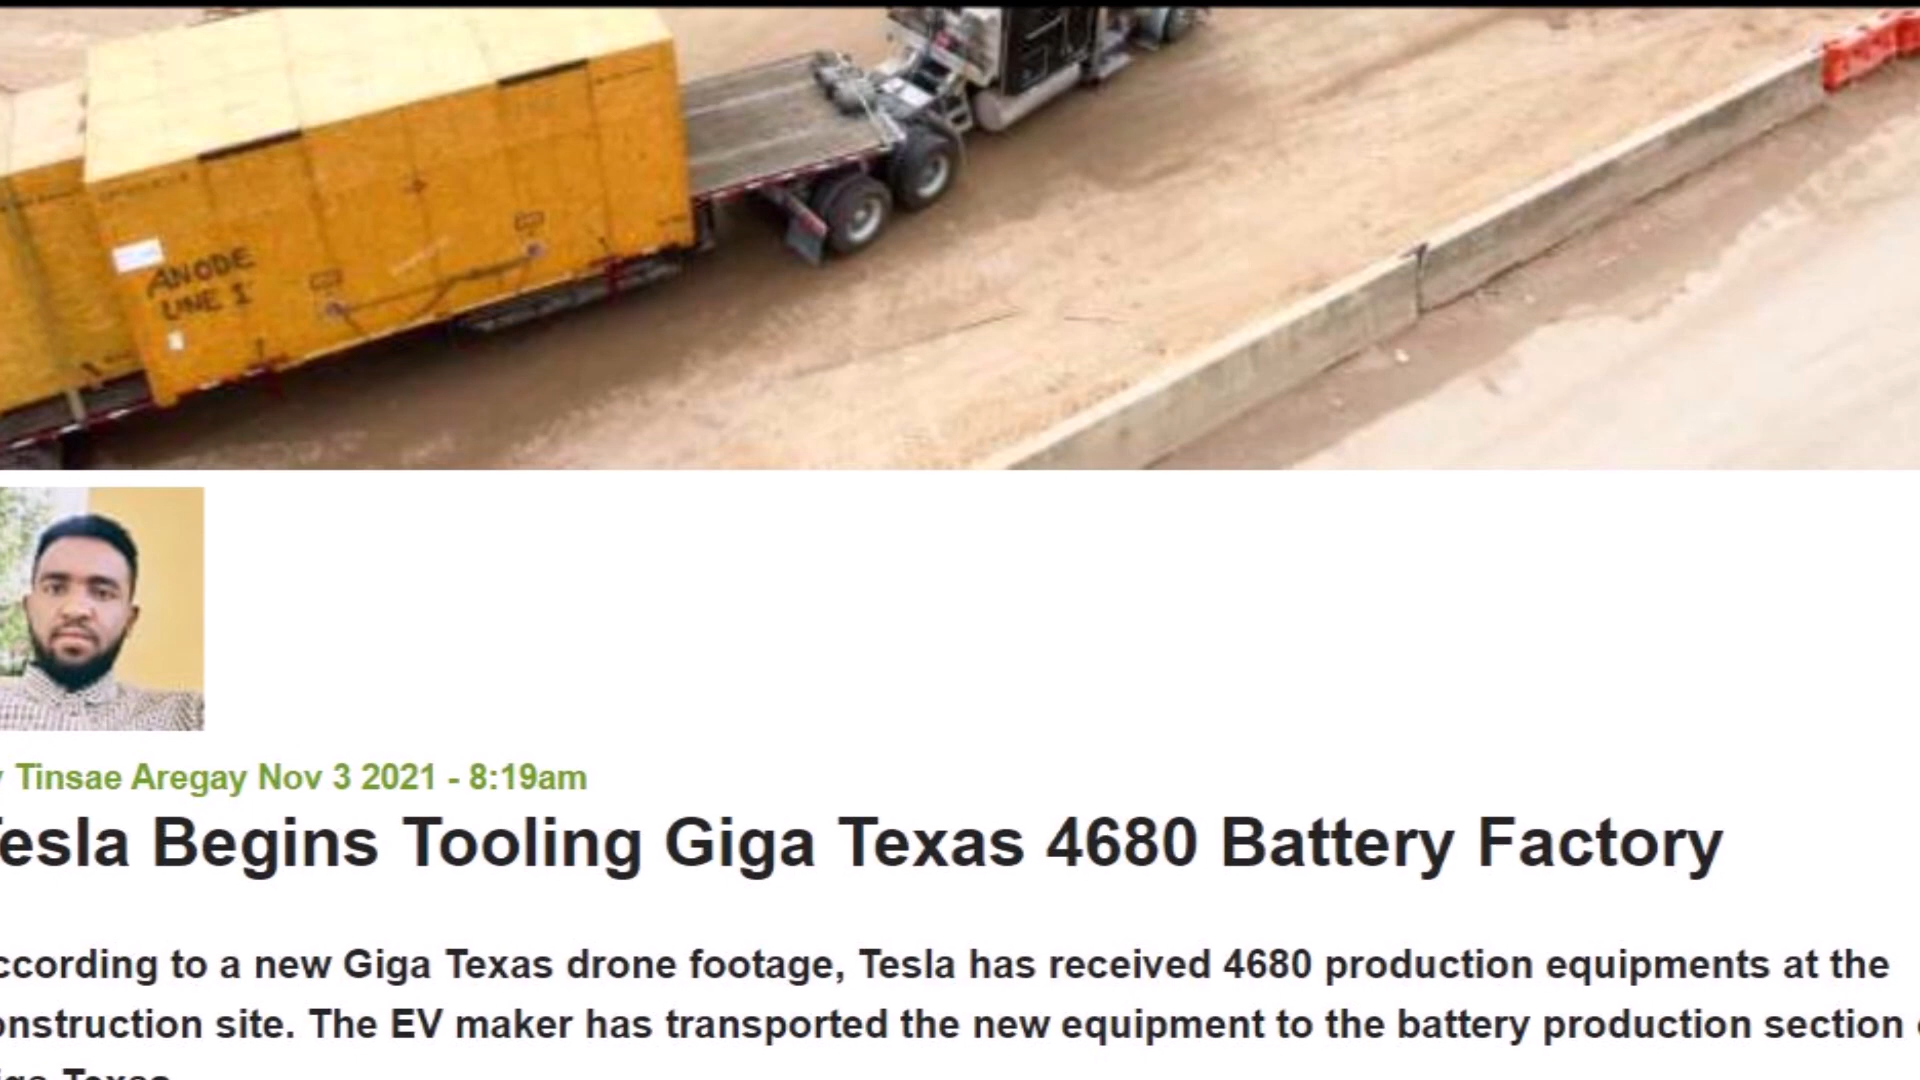 ANODE
LINE 1
Tinsae Aregay Nov 3 2021 - 8:19am
esla Begins Tooling Giga Texas 4680 Battery Factory
ccording to a new Giga Texas drone footage, Tesla has received 4680 production equipments at the
onstruction site. The EV maker has transported the new equipment to the battery production section
Texas